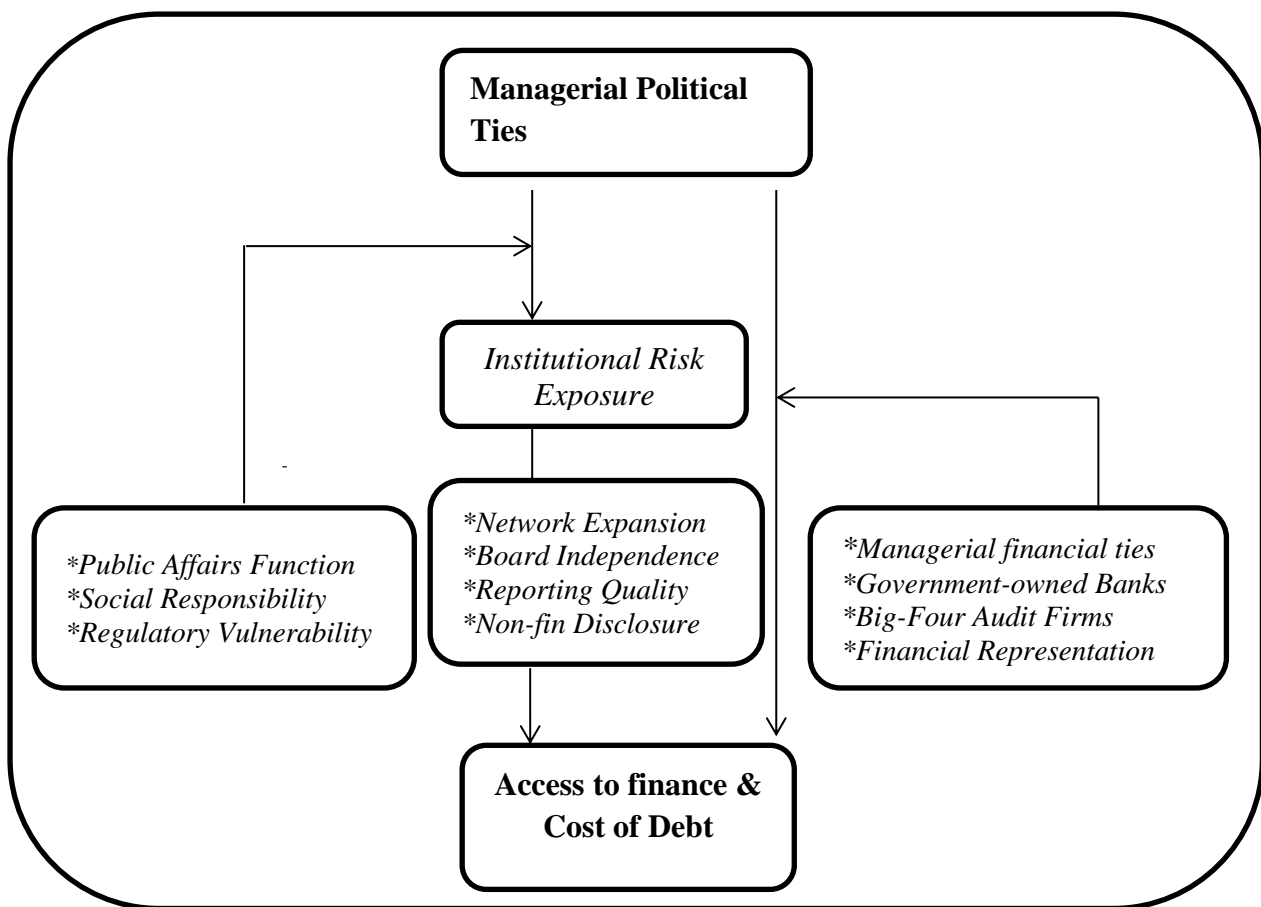 Managerial Political
Ties
Institutional Risk
Exposure
-
*Public Affairs Function
*Social Responsibility
*Regulatory Vulnerability
*Network Expansion
*Board Independence
*Reporting Quality
*Non-fin Disclosure
*Managerial financial ties
*Government-owned Banks
*Big-Four Audit Firms
*Financial Representation
Access to finance &
Cost of Debt